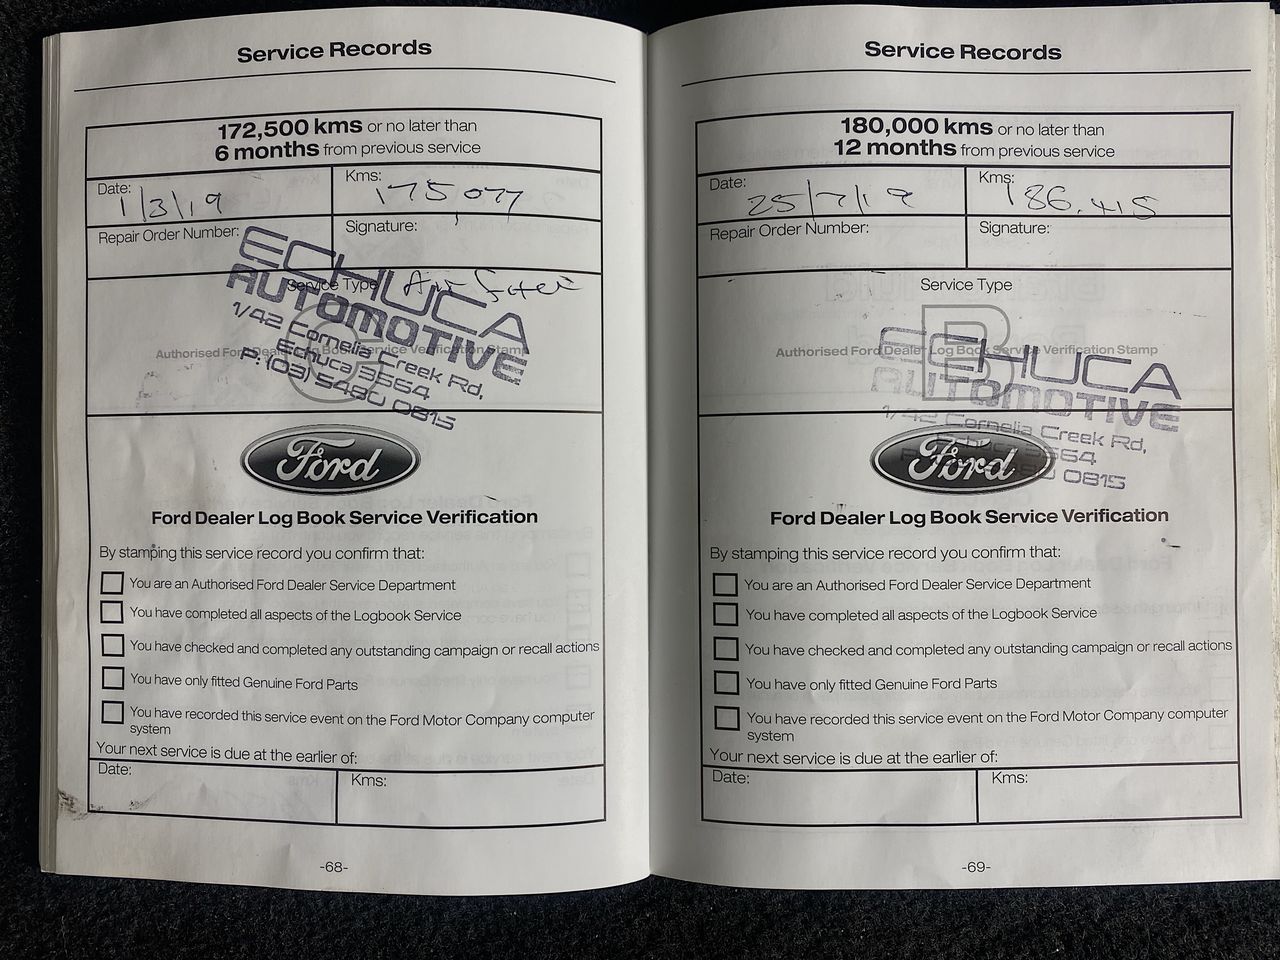 Service Records
172,500 kms or no later than
6 months from previous service
Date: 1/3/19
Kms: 175077
Repair Order Number:
Signature:
Service Type Air Filter
C
Authorised Ford Dealer Log Book Service Verification Stamp
ECHUCA
AUTOMOTIVE
1/42 Cornelia Creek Rd,
Echuca 3564
P: (03) 5480 0815
Ford
Ford Dealer Log Book Service Verification
By stamping this service record you confirm that:
You are an Authorised Ford Dealer Service Department
You have completed all aspects of the Logbook Service
You have checked and completed any outstanding campaign or recall actions
You have only fitted Genuine Ford Parts
You have recorded this service event on the Ford Motor Company computer
system
Your next service is due at the earlier of:
Date:
Kms:
-68-
Service Records
180,000 kms or no later than
12 months from previous service
Date: 25/7/19
Kms: 186.415
Repair Order Number:
Signature:
Service Type
B
Authorised Ford Dealer Log Book Service Verification Stamp
ECHUCA
AUTOMOTIVE
1/42 Cornelia Creek Rd,
Echuca 3564
0815
Ford
Ford Dealer Log Book Service Verification
By stamping this service record you confirm that:
You are an Authorised Ford Dealer Service Department
You have completed all aspects of the Logbook Service
You have checked and completed any outstanding campaign or recall actions
You have only fitted Genuine Ford Parts
You have recorded this service event on the Ford Motor Company computer
system
Your next service is due at the earlier of:
Date:
Kms:
-69-